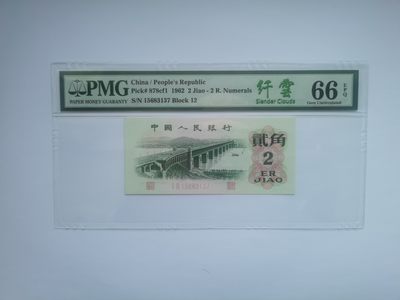 PMG
PAPER MONEY GUARANTY
China / People's Republic
Pick# 878cf1 1962 2 Jiao - 2 R. Numerals
S/N 15683137 Block 12
纤雲
Slender Clouds
66 EPQ
Gem Uncirculated
中国人民银行
贰角
2
ER
JIAO
15683137